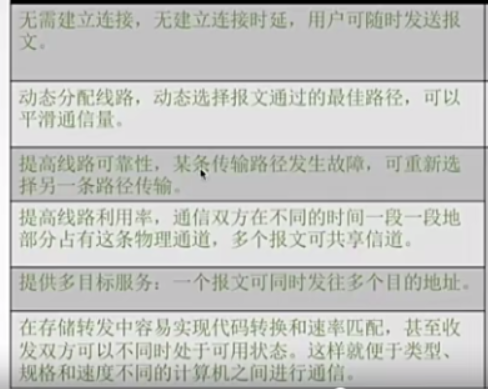 无需建立连接，无建立连接时延，用户可随时发送报
文。
动态分配线路，动态选择报文通过的最佳路径，可以
平滑通信量。
提高线路可靠性，某条传输路径发生故障，可重新选
择另一条路径传输。
提高线路利用率，通信双方在不同的时间一段一段地
部分占有这条物理通道，多个报文可共享信道。
提供多目标服务：一个报文可同时发往多个目的地址。
在存储转发中容易实现代码转换和速率匹配，甚至收
发双方可以不同时处于可用状态。这样就便于类型、
规格和速度不同的计算机之间进行通信。